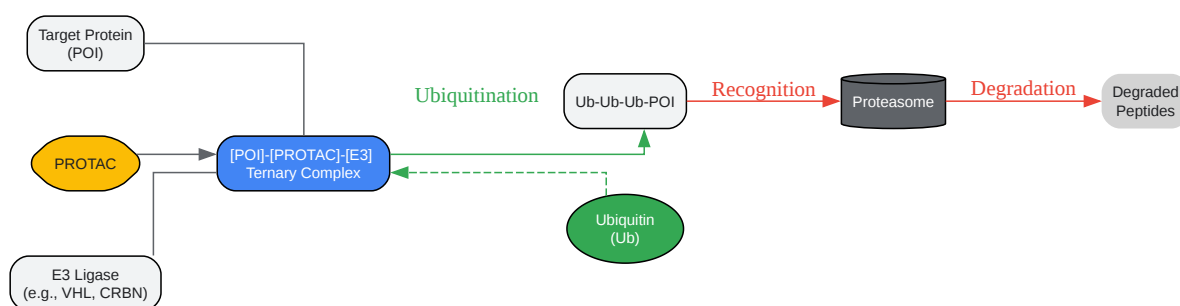 Target Protein
(POI)
PROTAC
E3 Ligase
(e.g., VHL, CRBN)
[POI]-[PROTAC]-[E3]
Ternary Complex
Ubiquitination
Ub-Ub-Ub-POI
Ubiquitin
(Ub)
Recognition
Proteasome
Degradation
Degraded
Peptides